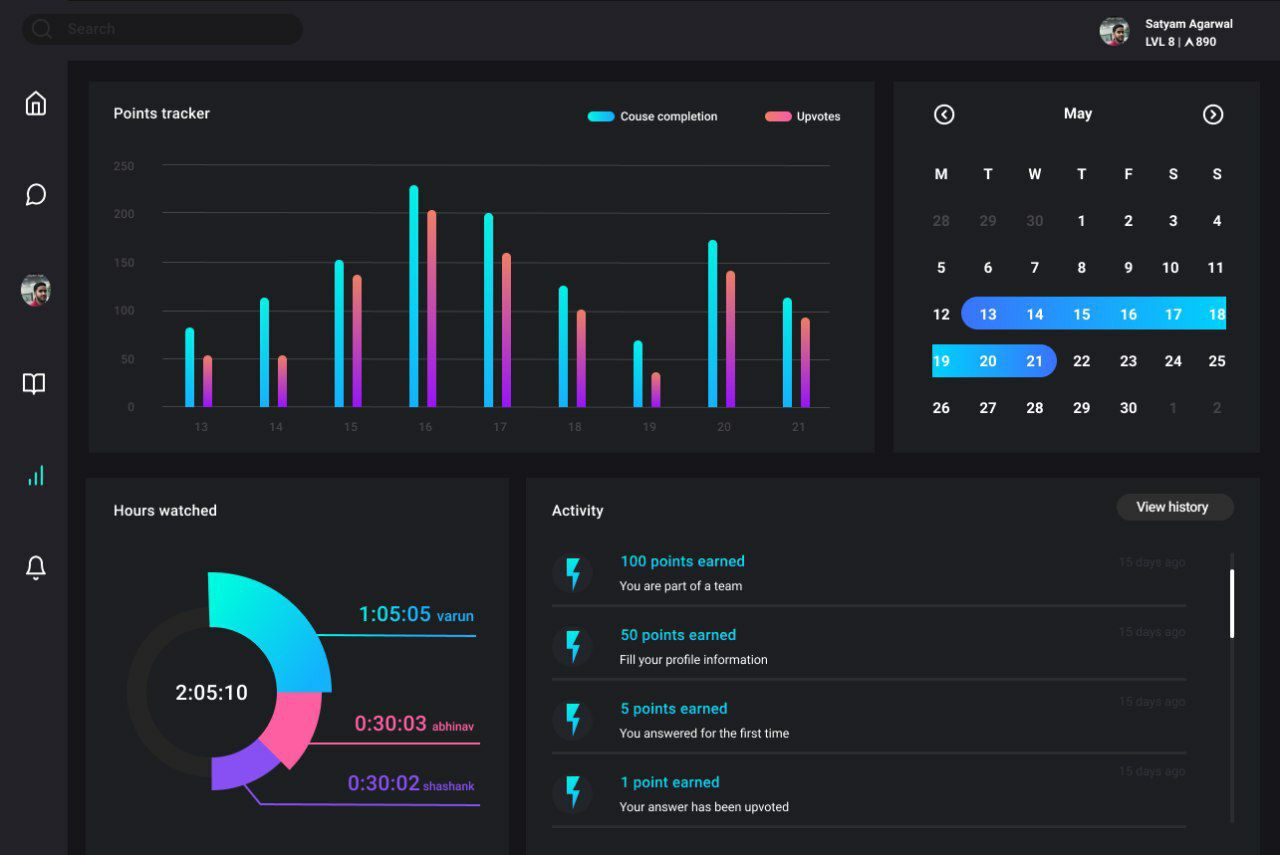 Search
Satyam Agarwal
LVL 8 | 890
Points tracker
Couse completion
Upvotes
250
200
150
100
50
0
13 14 15 16 17 18 19 20 21
May
M T W T F S S
28 29 30 1 2 3 4
5 6 7 8 9 10 11
12 13 14 15 16 17 18
19 20 21 22 23 24 25
26 27 28 29 30 1 2
Hours watched
2:05:10
1:05:05 varun
0:30:03 abhinav
0:30:02 shashank
Activity
View history
100 points earned
15 days ago
You are part of a team
50 points earned
15 days ago
Fill your profile information
5 points earned
15 days ago
You answered for the first time
1 point earned
15 days ago
Your answer has been upvoted